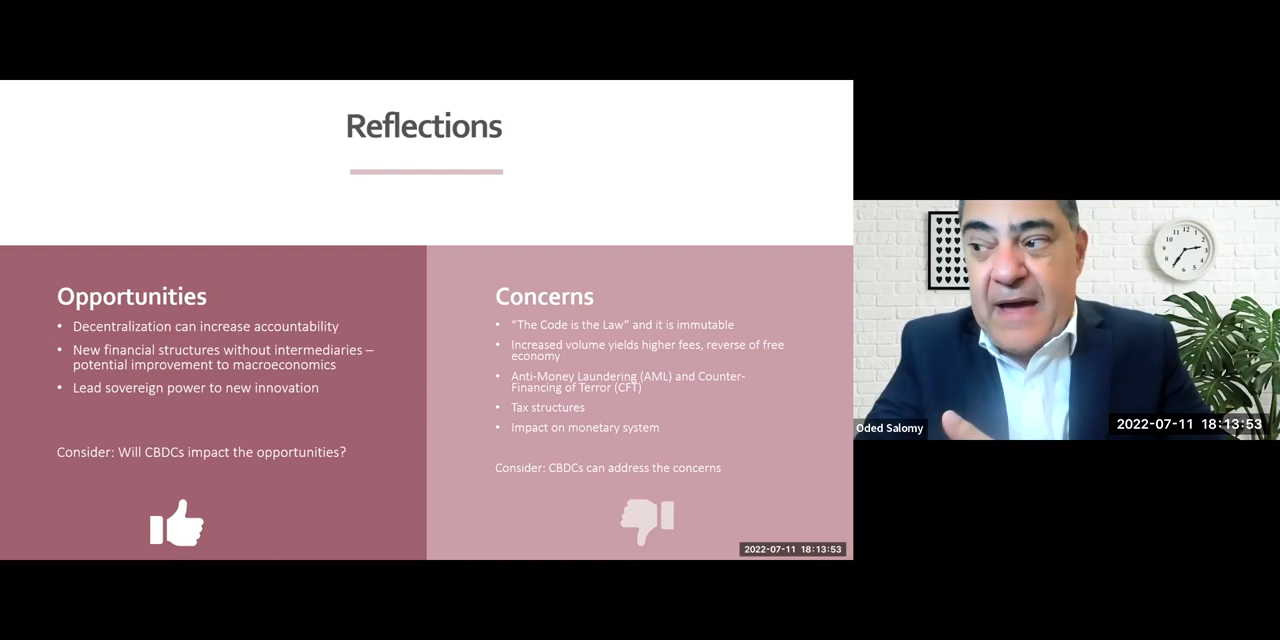 Reflections
Opportunities
• Decentralization can increase accountability
• New financial structures without intermediaries –
potential improvement to macroeconomics
• Lead sovereign power to new innovation
Consider: Will CBDCs impact the opportunities?
Concerns
• “The Code is the Law” and it is immutable
• Increased volume yields higher fees, reverse of free
economy
• Anti-Money Laundering (AML) and Counter-
Financing of Terror (CFT)
• Tax structures
• Impact on monetary system
Consider: CBDCs can address the concerns
2022-07-11 18:13:53
Oded Salomy
2022-07-11 18:13:53